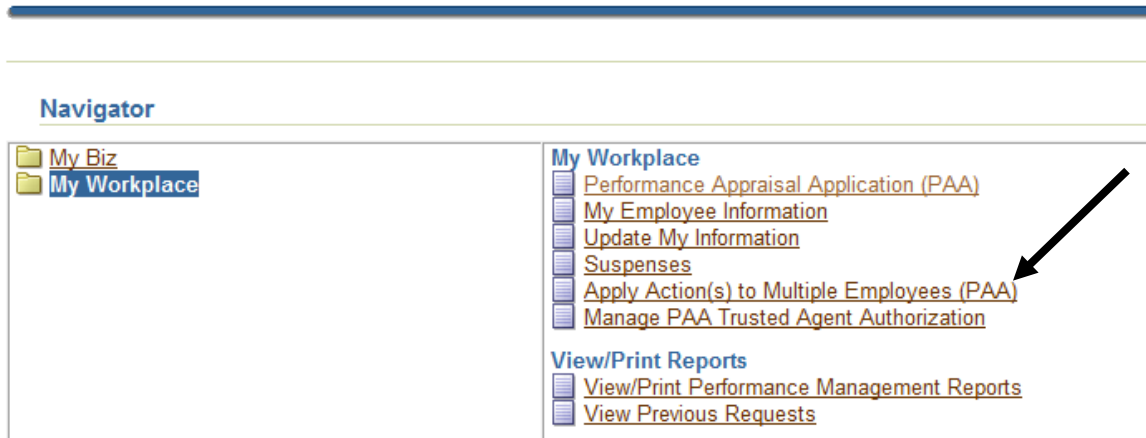 Navigator
My Biz
My Workplace
My Workplace
Performance Appraisal Application (PAA)
My Employee Information
Update My Information
Suspenses
Apply Action(s) to Multiple Employees (PAA)
Manage PAA Trusted Agent Authorization
View/Print Reports
View/Print Performance Management Reports
View Previous Requests